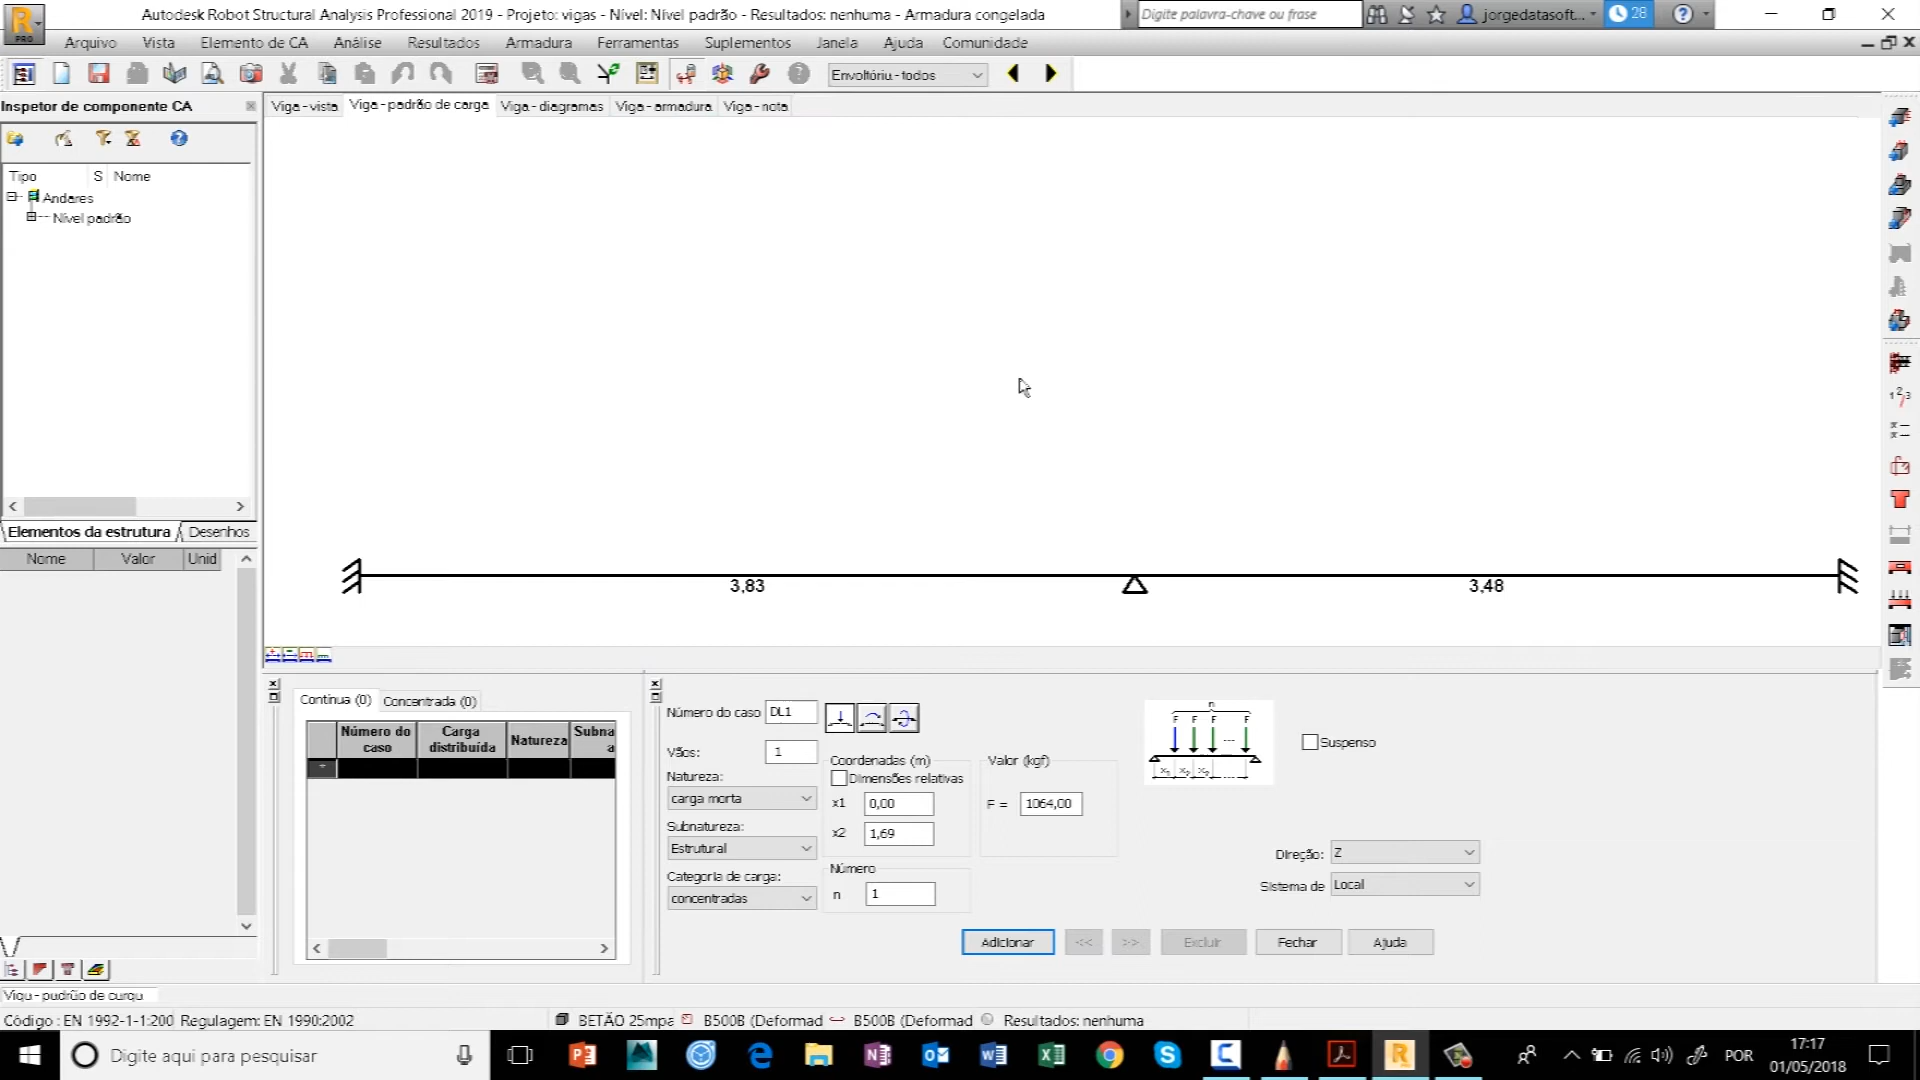 Autodesk Robot Structural Analysis Professional 2019 - Projeto: vigas - Nível: Nível padrão - Resultados: nenhuma - Armadura congelada
Digite palavra-chave ou frase
jorgedatasoft...
28
PRO
Arquivo Vista Elemento de CA Análise Resultados Armadura Ferramentas Suplementos Janela Ajuda Comunidade
Envoltória - todos
Inspetor de componente CA
Viga - vista Viga - padrão de carga Viga - diagramas Viga - armadura Viga - nota
Tipo S Nome
Andares
Nível padrão
Elementos da estrutura Desenhos
Nome Valor Unid
3,83
3,48
Contínua (0) Concentrada (0)
Número do caso Carga distribuída Natureza Subna a
Número do caso DL1
Vãos: 1
Natureza:
carga morta
Subnatureza:
Estrutural
Categoria de carga:
concentradas
Coordenadas (m)
Dimensões relativas
x1 0,00
x2 1,69
Número
n 1
Valor (kgf)
F = 1064,00
n
F F F F
x1 x2 x2
Suspenso
Direção: Z
Sistema de Local
Adicionar << >> Excluir Fechar Ajuda
Viga - padrão de carga
Código : EN 1992-1-1:200 Regulagem: EN 1990:2002
BETÃO 25mpa B500B (Deformad B500B (Deformad Resultados: nenhuma
Digite aqui para pesquisar
POR
17:17
01/05/2018